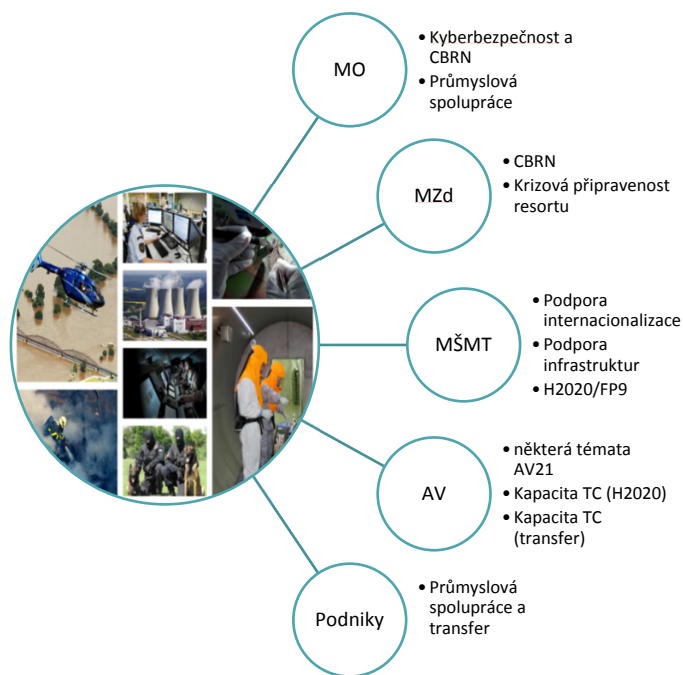 MO
• Kyberbezpečnost a
CBRN
• Průmyslová
spolupráce
MZd
• CBRN
• Krizová připravenost
resortu
MŠMT
• Podpora
internacionalizace
• Podpora
infrastruktur
• H2020/FP9
AV
• některá témata
AV21
• Kapacita TC (H2020)
• Kapacita TC
(transfer)
Podniky
• Průmyslová
spolupráce a
transfer